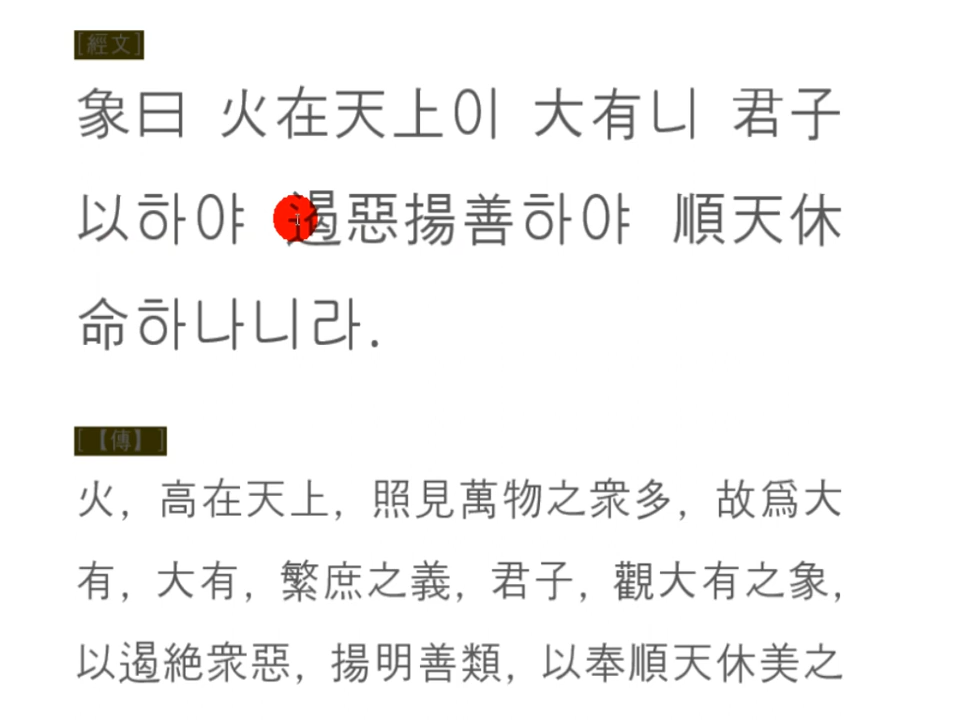 [經文]
象曰 火在天上이 大有니 君子
以하야 遏惡揚善하야 順天休
命하나니라.
[【傳】]
火, 高在天上, 照見萬物之衆多, 故爲大
有, 大有, 繁庶之義, 君子, 觀大有之象,
以遏絶衆惡, 揚明善類, 以奉順天休美之